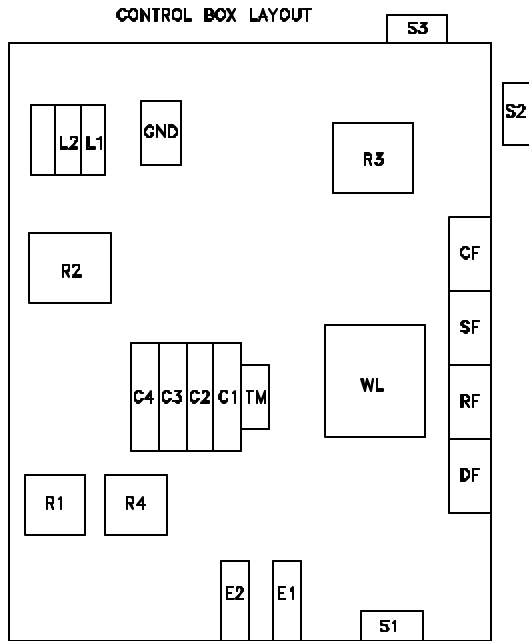 CONTROL BOX LAYOUT
S3
S2
L2 L1
GND
R3
CF
R2
SF
C4 C3 C2 C1 TM
WL
RF
DF
R1
R4
E2
E1
S1